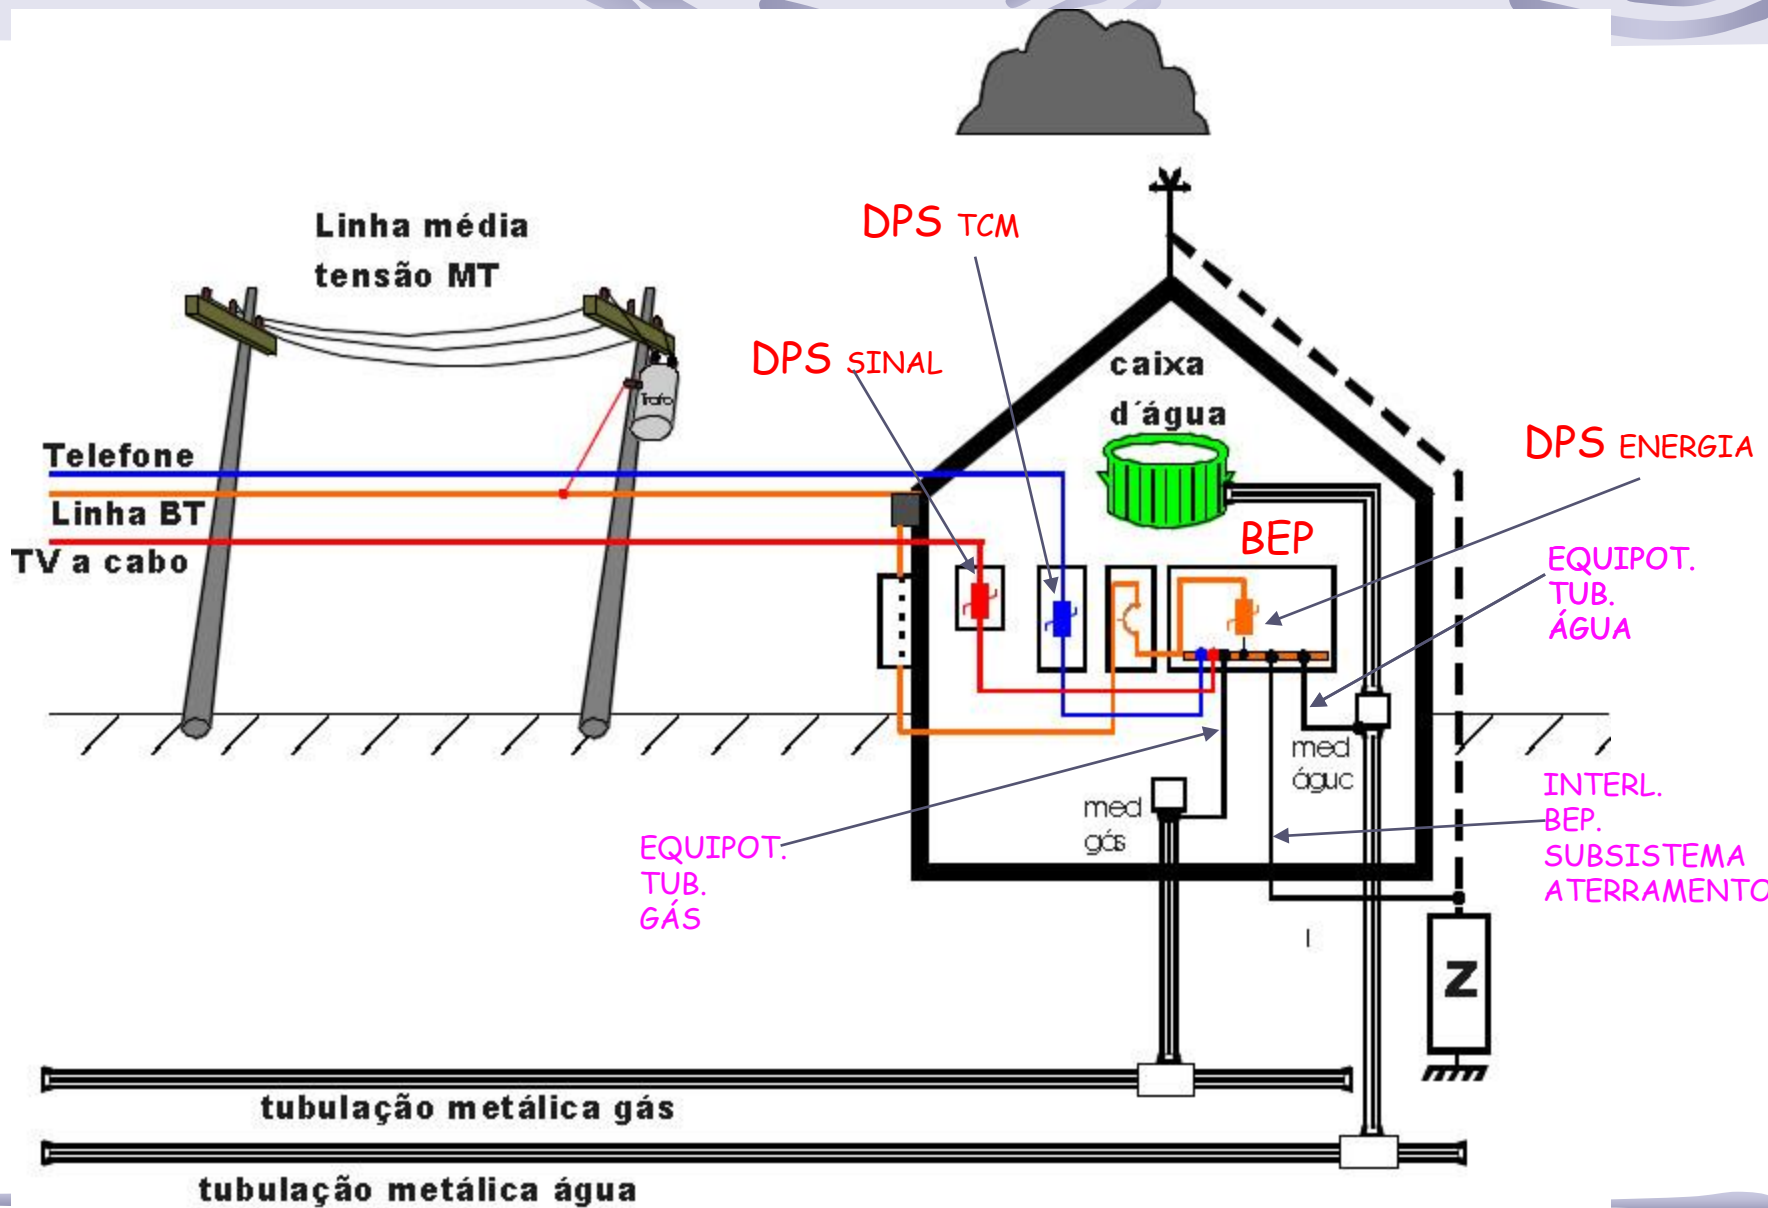 Linha média
tensão MT
DPS TCM
DPS SINAL
Trafo
caixa
d´água
Telefone
Linha BT
TV a cabo
DPS ENERGIA
BEP
EQUIPOT.
TUB.
ÁGUA
med
águc
INTERL.
BEP.
SUBSISTEMA
ATERRAMENTO
med
gás
EQUIPOT.
TUB.
GÁS
I
Z
tubulação metálica gás
tubulação metálica água